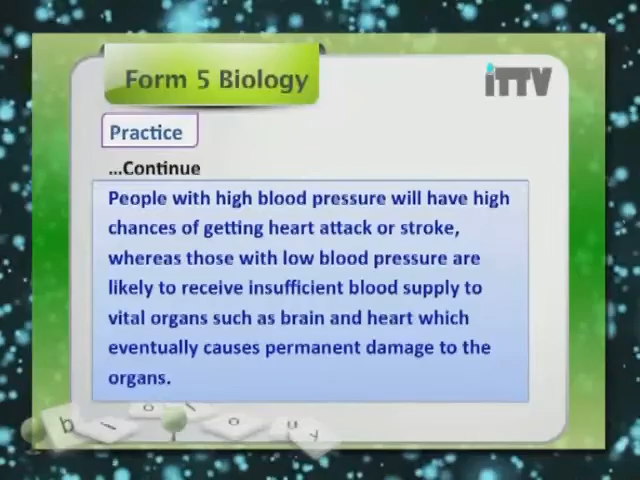 Form 5 Biology
iTTV
Practice
...Continue
People with high blood pressure will have high
chances of getting heart attack or stroke,
whereas those with low blood pressure are
likely to receive insufficient blood supply to
vital organs such as brain and heart which
eventually causes permanent damage to the
organs.
b i o l o g y